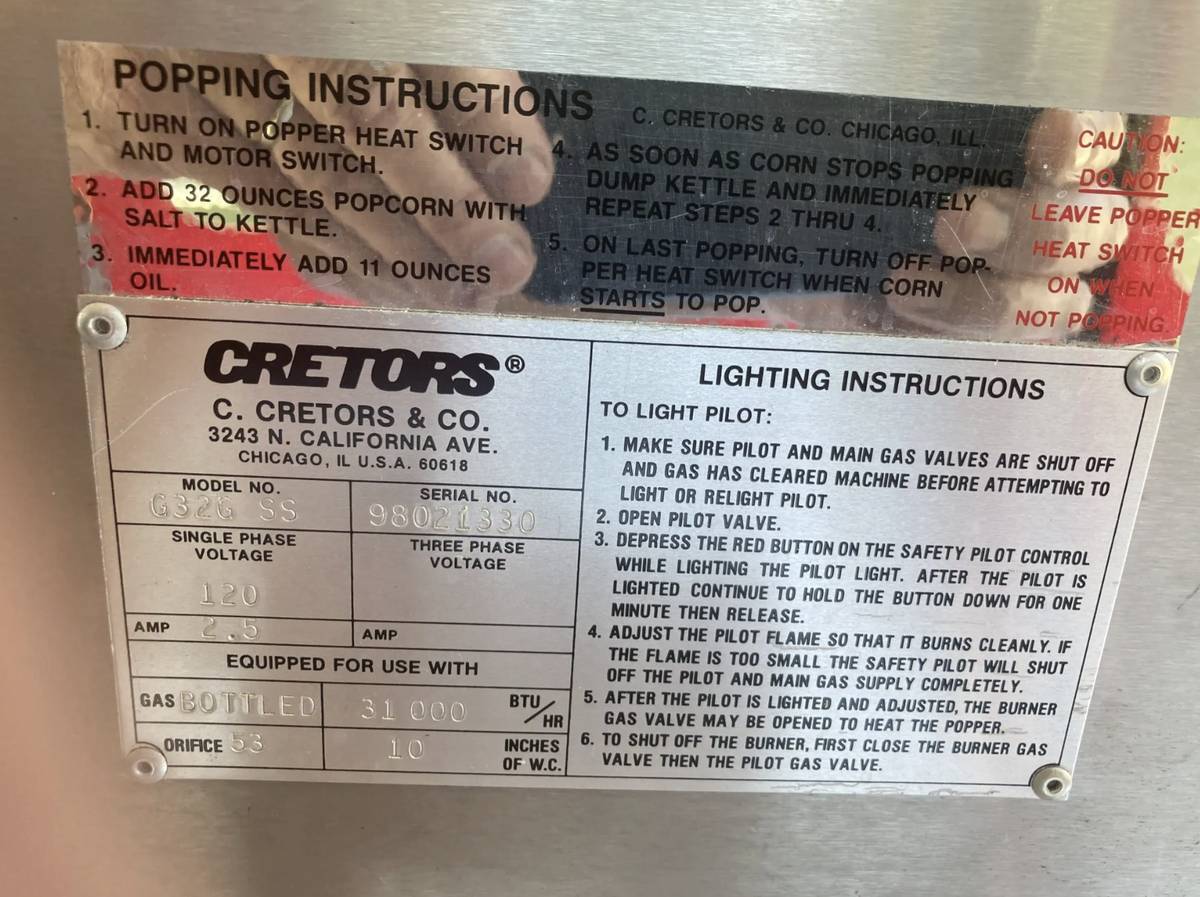 POPPING INSTRUCTIONS
1. TURN ON POPPER HEAT SWITCH
AND MOTOR SWITCH.
2. ADD 32 OUNCES POPCORN WITH
SALT TO KETTLE.
3. IMMEDIATELY ADD 11 OUNCES
OIL.
C. CRETORS & CO. CHICAGO, ILL.
4. AS SOON AS CORN STOPS POPPING
DUMP KETTLE AND IMMEDIATELY
REPEAT STEPS 2 THRU 4.
5. ON LAST POPPING, TURN OFF POP-
PER HEAT SWITCH WHEN CORN
STARTS TO POP.
CAUTION:
DO NOT
LEAVE POPPER
HEAT SWITCH
ON WHEN
NOT POPPING.
CRETORS®
C. CRETORS & CO.
3243 N. CALIFORNIA AVE.
CHICAGO, IL U.S.A. 60618
MODEL NO.
G32G SS
SERIAL NO.
98021330
SINGLE PHASE
VOLTAGE
120
THREE PHASE
VOLTAGE
AMP 2.5
AMP
EQUIPPED FOR USE WITH
GAS BOTTLED
31 000 BTU/HR
ORIFICE 53
10 INCHES
OF W.C.
LIGHTING INSTRUCTIONS
TO LIGHT PILOT:
1. MAKE SURE PILOT AND MAIN GAS VALVES ARE SHUT OFF
AND GAS HAS CLEARED MACHINE BEFORE ATTEMPTING TO
LIGHT OR RELIGHT PILOT.
2. OPEN PILOT VALVE.
3. DEPRESS THE RED BUTTON ON THE SAFETY PILOT CONTROL
WHILE LIGHTING THE PILOT LIGHT. AFTER THE PILOT IS
LIGHTED CONTINUE TO HOLD THE BUTTON DOWN FOR ONE
MINUTE THEN RELEASE.
4. ADJUST THE PILOT FLAME SO THAT IT BURNS CLEANLY. IF
THE FLAME IS TOO SMALL THE SAFETY PILOT WILL SHUT
OFF THE PILOT AND MAIN GAS SUPPLY COMPLETELY.
5. AFTER THE PILOT IS LIGHTED AND ADJUSTED, THE BURNER
GAS VALVE MAY BE OPENED TO HEAT THE POPPER.
6. TO SHUT OFF THE BURNER, FIRST CLOSE THE BURNER GAS
VALVE THEN THE PILOT GAS VALVE.